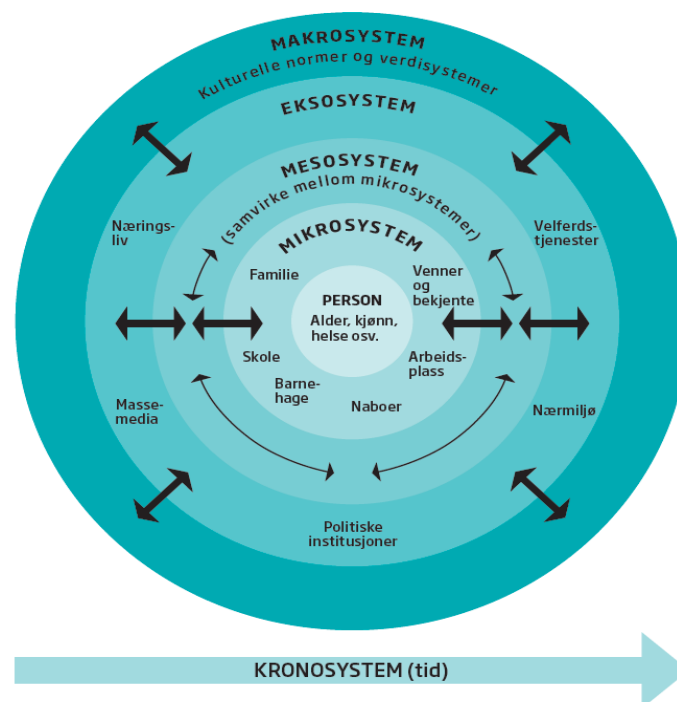 MAKROSYSTEM
Kulturelle normer og verdisystemer
EKSOSYSTEM
MESOSYSTEM
(samvirke mellom mikrosystemer)
MIKROSYSTEM
Nærings-
liv
Velferds-
tjenester
Familie
Venner
og
bekjente
PERSON
Alder, kjønn,
helse osv.
Skole
Arbeids-
plass
Barne-
hage
Naboer
Masse-
media
Nærmiljø
Politiske
institusjoner
KRONOSYSTEM (tid)